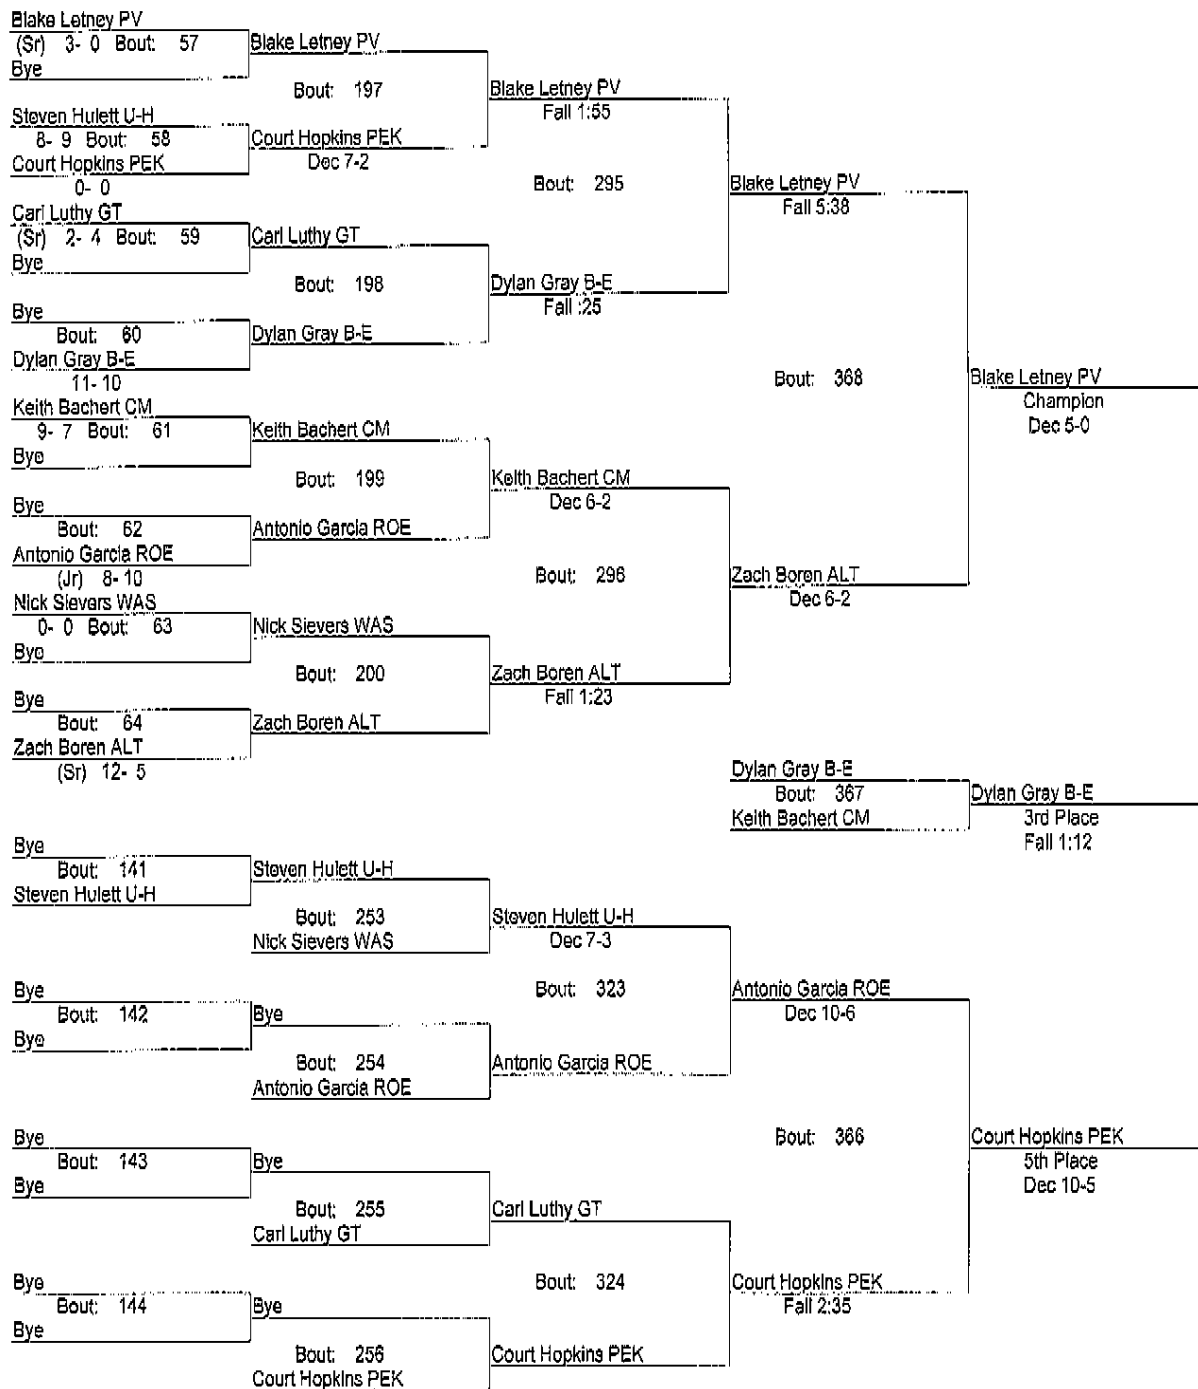 Blake Letney PV
(Sr) 3- 0 Bout: 57
Bye
Blake Letney PV
Bout: 197
Steven Hulett U-H
8- 9 Bout: 58
Court Hopkins PEK
0- 0
Court Hopkins PEK
Dec 7-2
Blake Letney PV
Fall 1:55
Bout: 295
Carl Luthy GT
(Sr) 2- 4 Bout: 59
Bye
Carl Luthy GT
Bout: 198
Bye
Bout: 60
Dylan Gray B-E
11- 10
Dylan Gray B-E
Dylan Gray B-E
Fall :25
Blake Letney PV
Fall 5:38
Bout: 368
Keith Bachert CM
9- 7 Bout: 61
Bye
Keith Bachert CM
Bout: 199
Bye
Bout: 62
Antonio Garcia ROE
(Jr) 8- 10
Antonio Garcia ROE
Keith Bachert CM
Dec 6-2
Bout: 296
Nick Sievers WAS
0- 0 Bout: 63
Bye
Nick Sievers WAS
Bout: 200
Bye
Bout: 64
Zach Boren ALT
(Sr) 12- 5
Zach Boren ALT
Zach Boren ALT
Fall 1:23
Zach Boren ALT
Dec 6-2
Blake Letney PV
Champion
Dec 5-0
Dylan Gray B-E
Bout: 367
Keith Bachert CM
Dylan Gray B-E
3rd Place
Fall 1:12
Bye
Bout: 141
Steven Hulett U-H
Steven Hulett U-H
Bout: 253
Nick Sievers WAS
Steven Hulett U-H
Dec 7-3
Bout: 323
Bye
Bout: 142
Bye
Bye
Bout: 254
Antonio Garcia ROE
Antonio Garcia ROE
Antonio Garcia ROE
Dec 10-6
Bout: 366
Bye
Bout: 143
Bye
Bye
Bout: 255
Carl Luthy GT
Carl Luthy GT
Bout: 324
Bye
Bout: 144
Bye
Bye
Bout: 256
Court Hopkins PEK
Court Hopkins PEK
Court Hopkins PEK
Fall 2:35
Court Hopkins PEK
5th Place
Dec 10-5